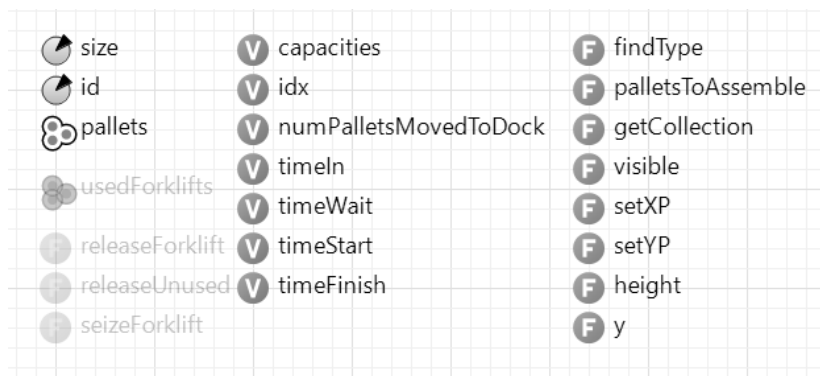 size
id
pallets
usedForklifts
releaseForklift
releaseUnused
seizeForklift
V capacities
V idx
V numPalletsMovedToDock
V timeIn
V timeWait
V timeStart
V timeFinish
F findType
F palletsToAssemble
F getCollection
F visible
F setXP
F setYP
F height
F y